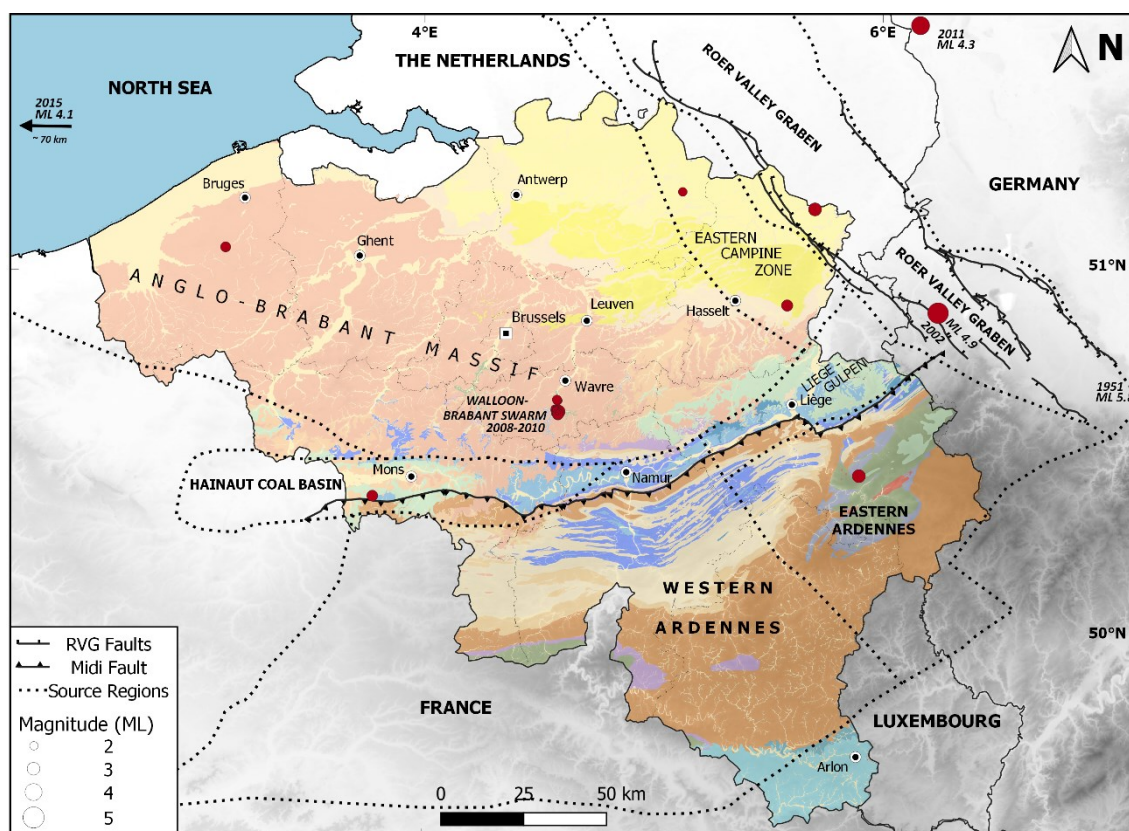 4°E
6°E
2011
ML 4.3
N
THE NETHERLANDS
NORTH SEA
2015
ML 4.1
~ 70 km
ROER VALLEY GRABEN
GERMANY
Bruges
Antwerp
Ghent
EASTERN
CAMPINE
ZONE
51°N
ROER VALLEY GRABEN
ANGLO-BRABANT MASSIF
Leuven
Hasselt
Brussels
ML 4.9
2002
Wavre
LIEGE
GULPEN
Liège
1951
WALLOON-
BRABANT SWARM
2008-2010
Mons
Namur
HAINAUT COAL BASIN
EASTERN
ARDENNES
WESTERN
ARDENNES
50°N
RVG Faults
Midi Fault
Source Regions
Magnitude (ML)
2
3
4
5
FRANCE
LUXEMBOURG
Arlon
0 25 50 km